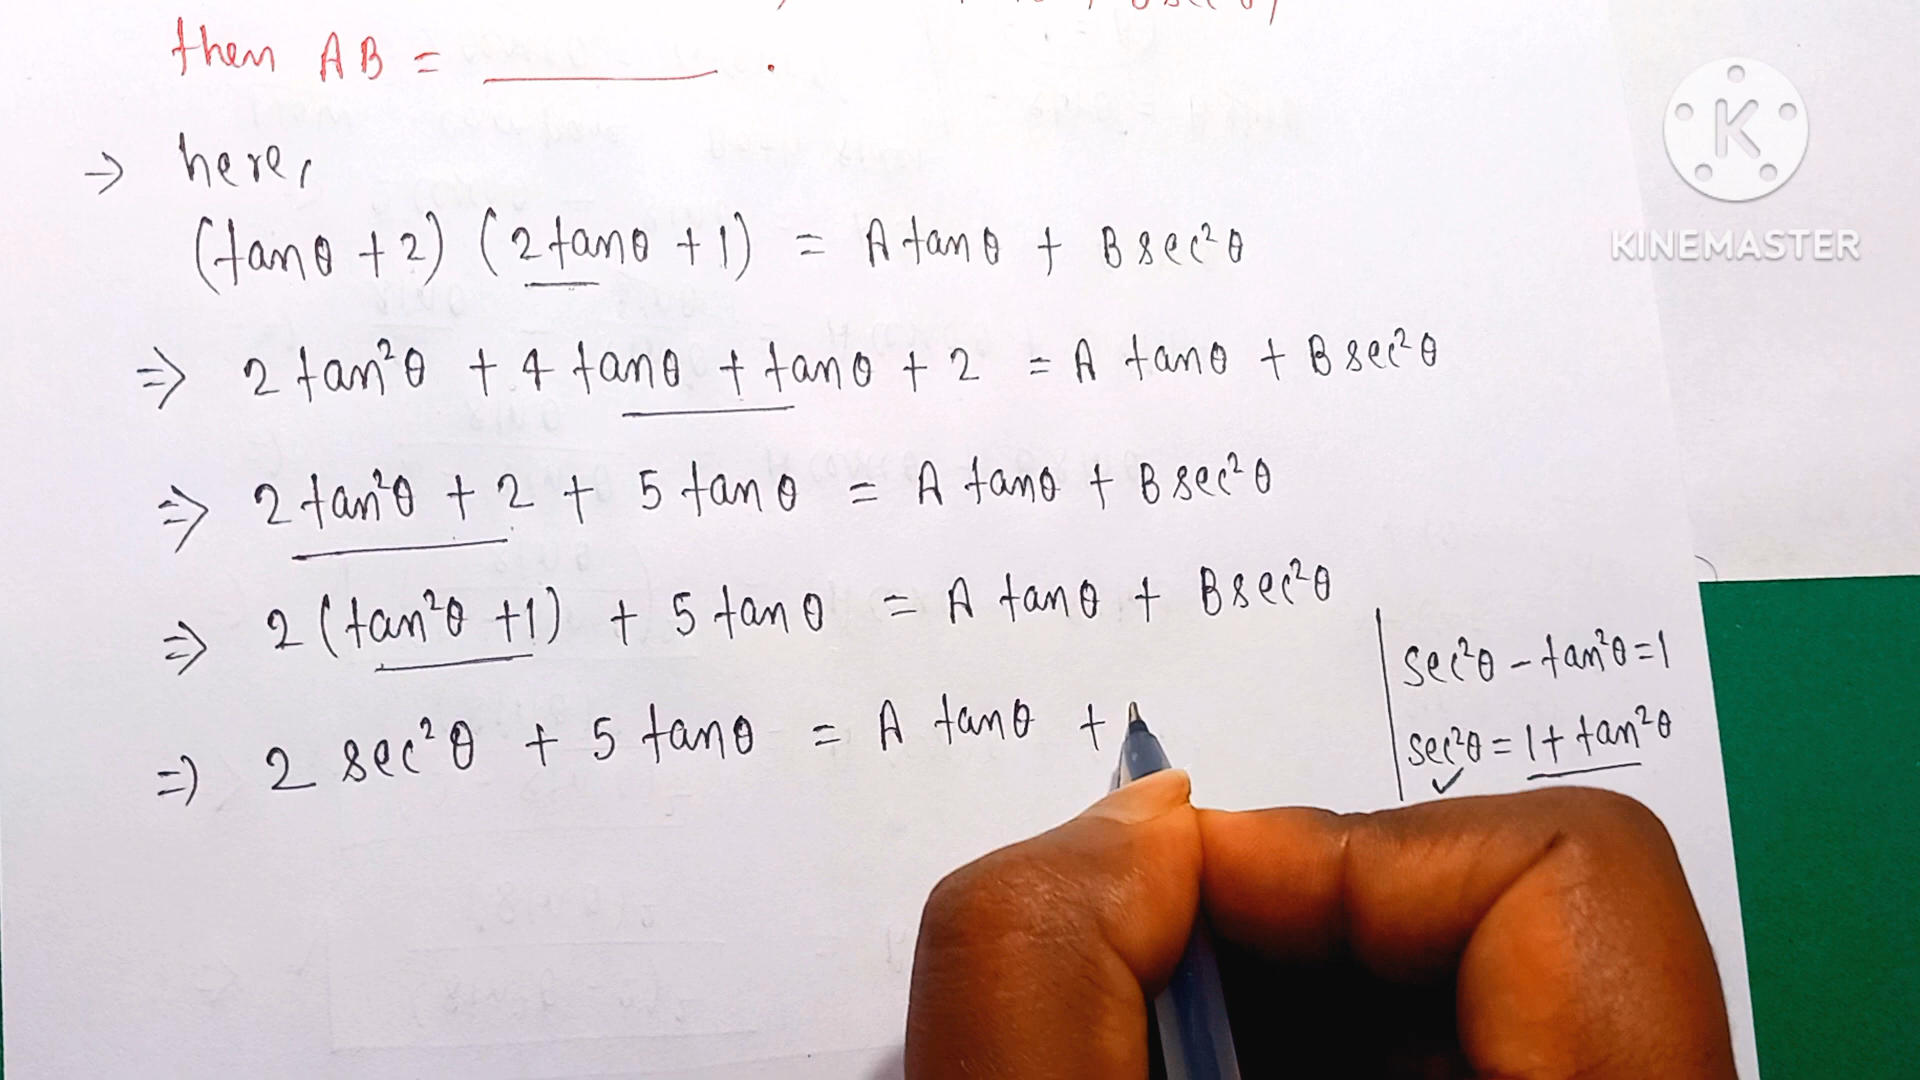 then AB = ________ .
→ here,
(tanθ + 2) (2 tanθ + 1) = A tanθ + B sec²θ
⇒ 2 tan²θ + 4 tanθ + tanθ + 2 = A tanθ + B sec²θ
⇒ 2 tan²θ + 2 + 5 tanθ = A tanθ + B sec²θ
⇒ 2 (tan²θ + 1) + 5 tanθ = A tanθ + B sec²θ
sec²θ - tan²θ = 1
sec²θ = 1 + tan²θ
⇒ 2 sec²θ + 5 tanθ = A tanθ +
KINEMASTER